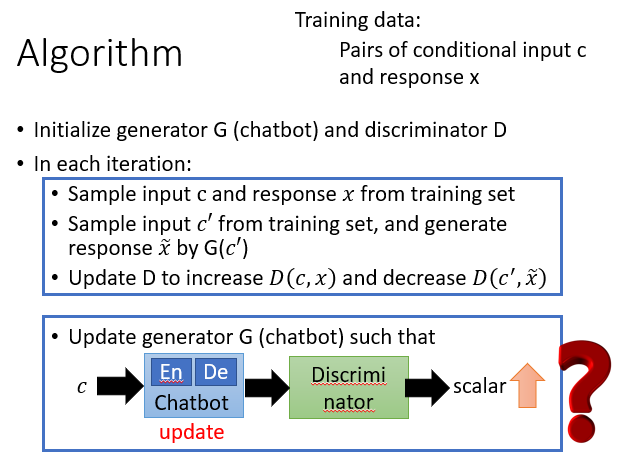 Training data:
Pairs of conditional input c
and response x
Algorithm
• Initialize generator G (chatbot) and discriminator D
• In each iteration:
• Sample input c and response x from training set
• Sample input c′ from training set, and generate
response x̃ by G(c′)
• Update D to increase D(c, x) and decrease D(c′, x̃)
• Update generator G (chatbot) such that
c
En De
Chatbot
update
Discrimi
nator
scalar
?